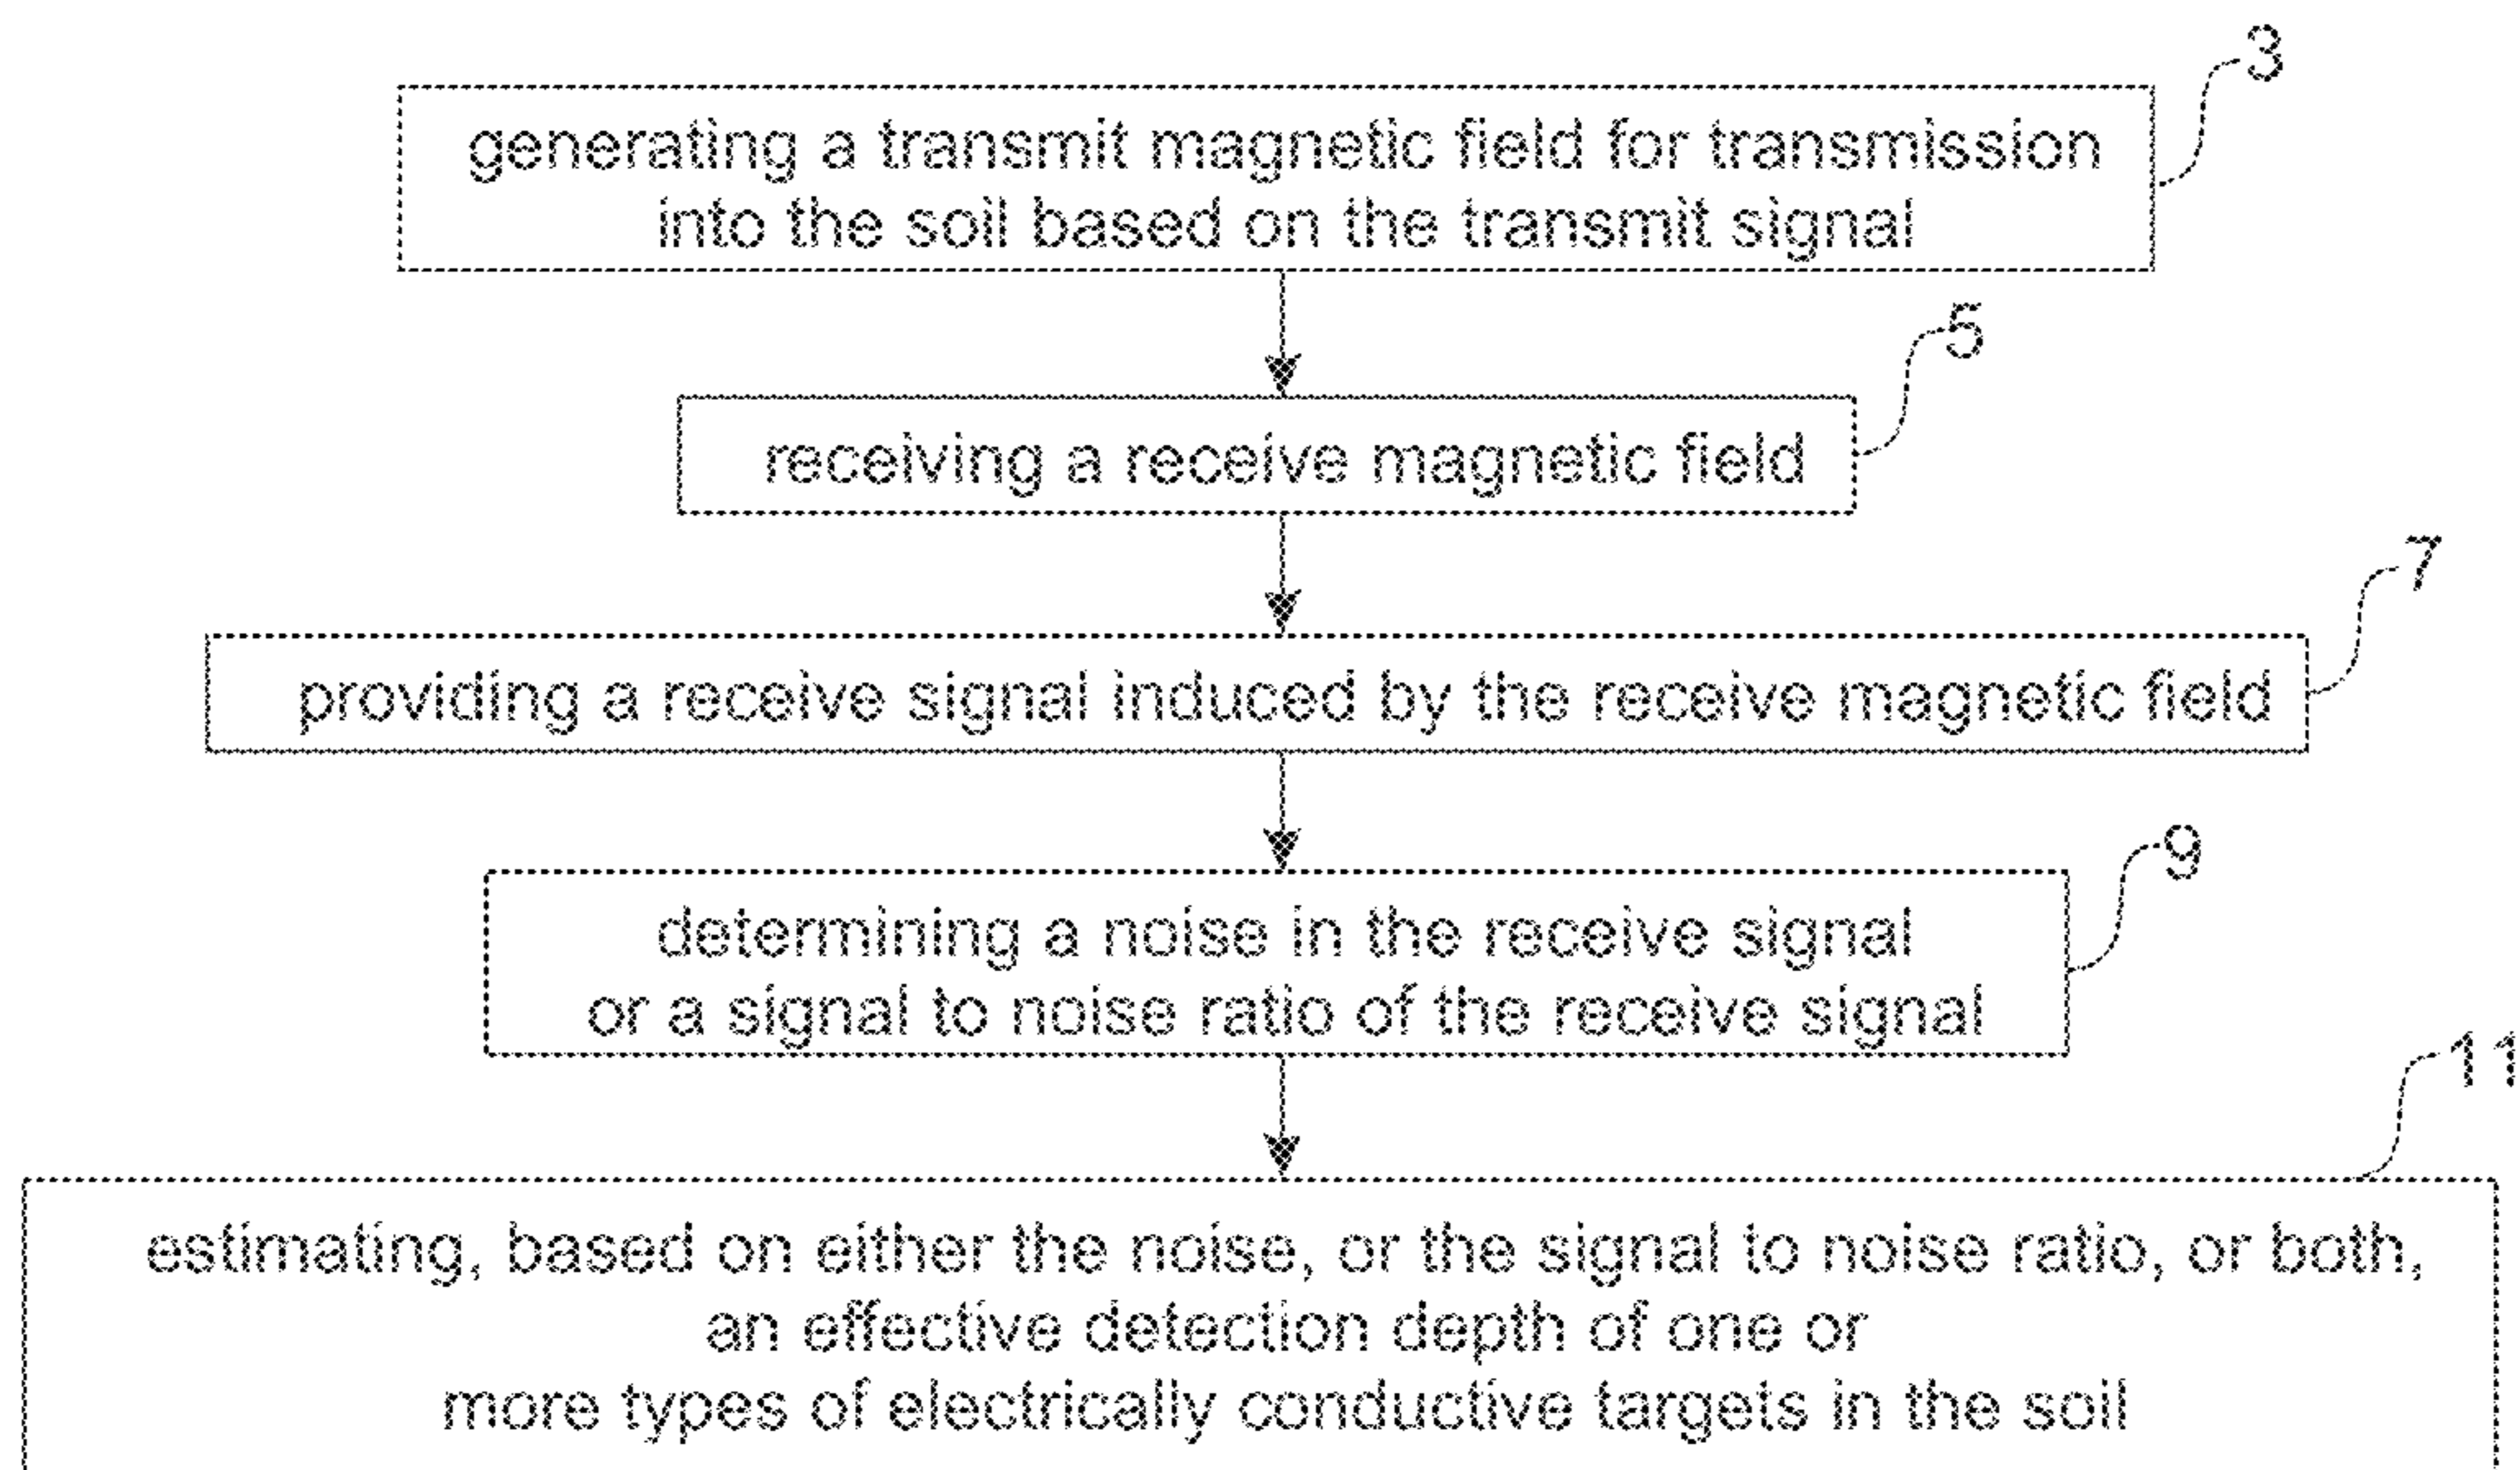 3
generating a transmit magnetic field for transmission
into the soil based on the transmit signal
5
receiving a receive magnetic field
7
providing a receive signal induced by the receive magnetic field
9
determining a noise in the receive signal
or a signal to noise ratio of the receive signal
11
estimating, based on either the noise, or the signal to noise ratio, or both,
an effective detection depth of one or
more types of electrically conductive targets in the soil